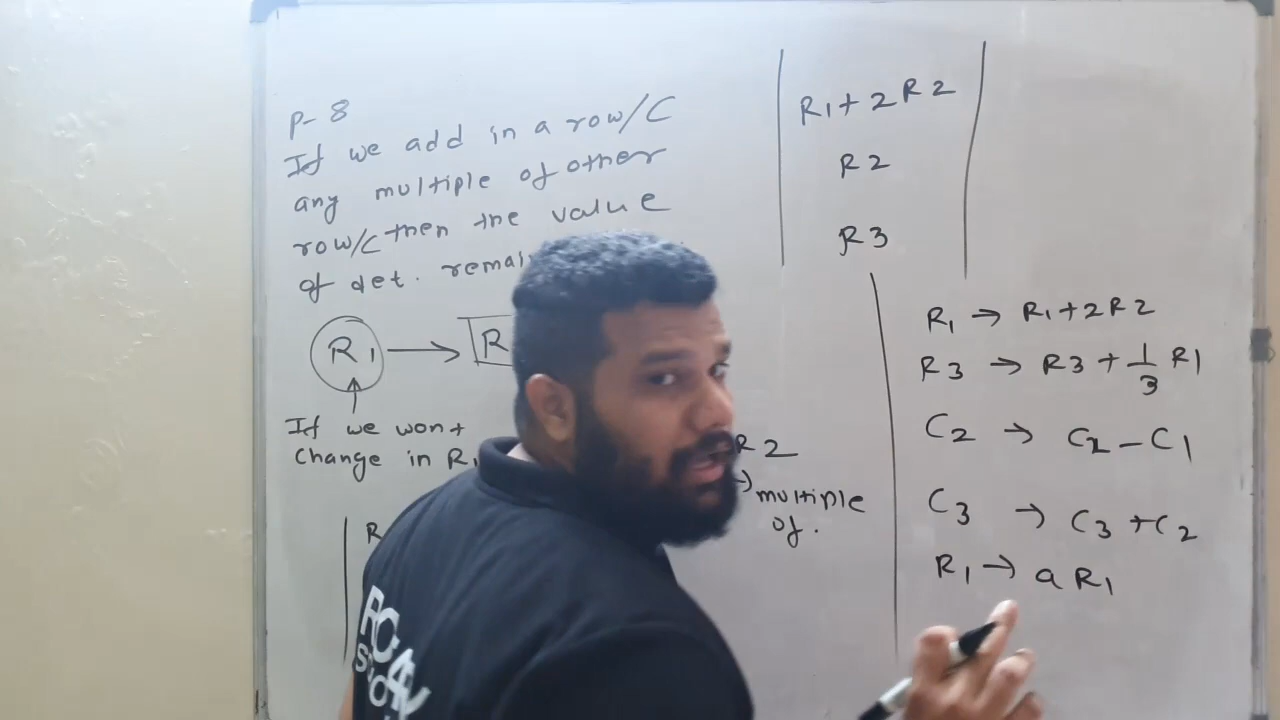 P-8
If we add in a row/C
any multiple of other
row/C then the value
of det. remai
R1 → R
If we wont
Change in R1
R2
→ multiple
of.
R
R1+2R2
R2
R3
R1 → R1+2R2
R3 → R3 + 1/3 R1
C2 → C2 - C1
C3 → C3 + C2
R1 → a R1